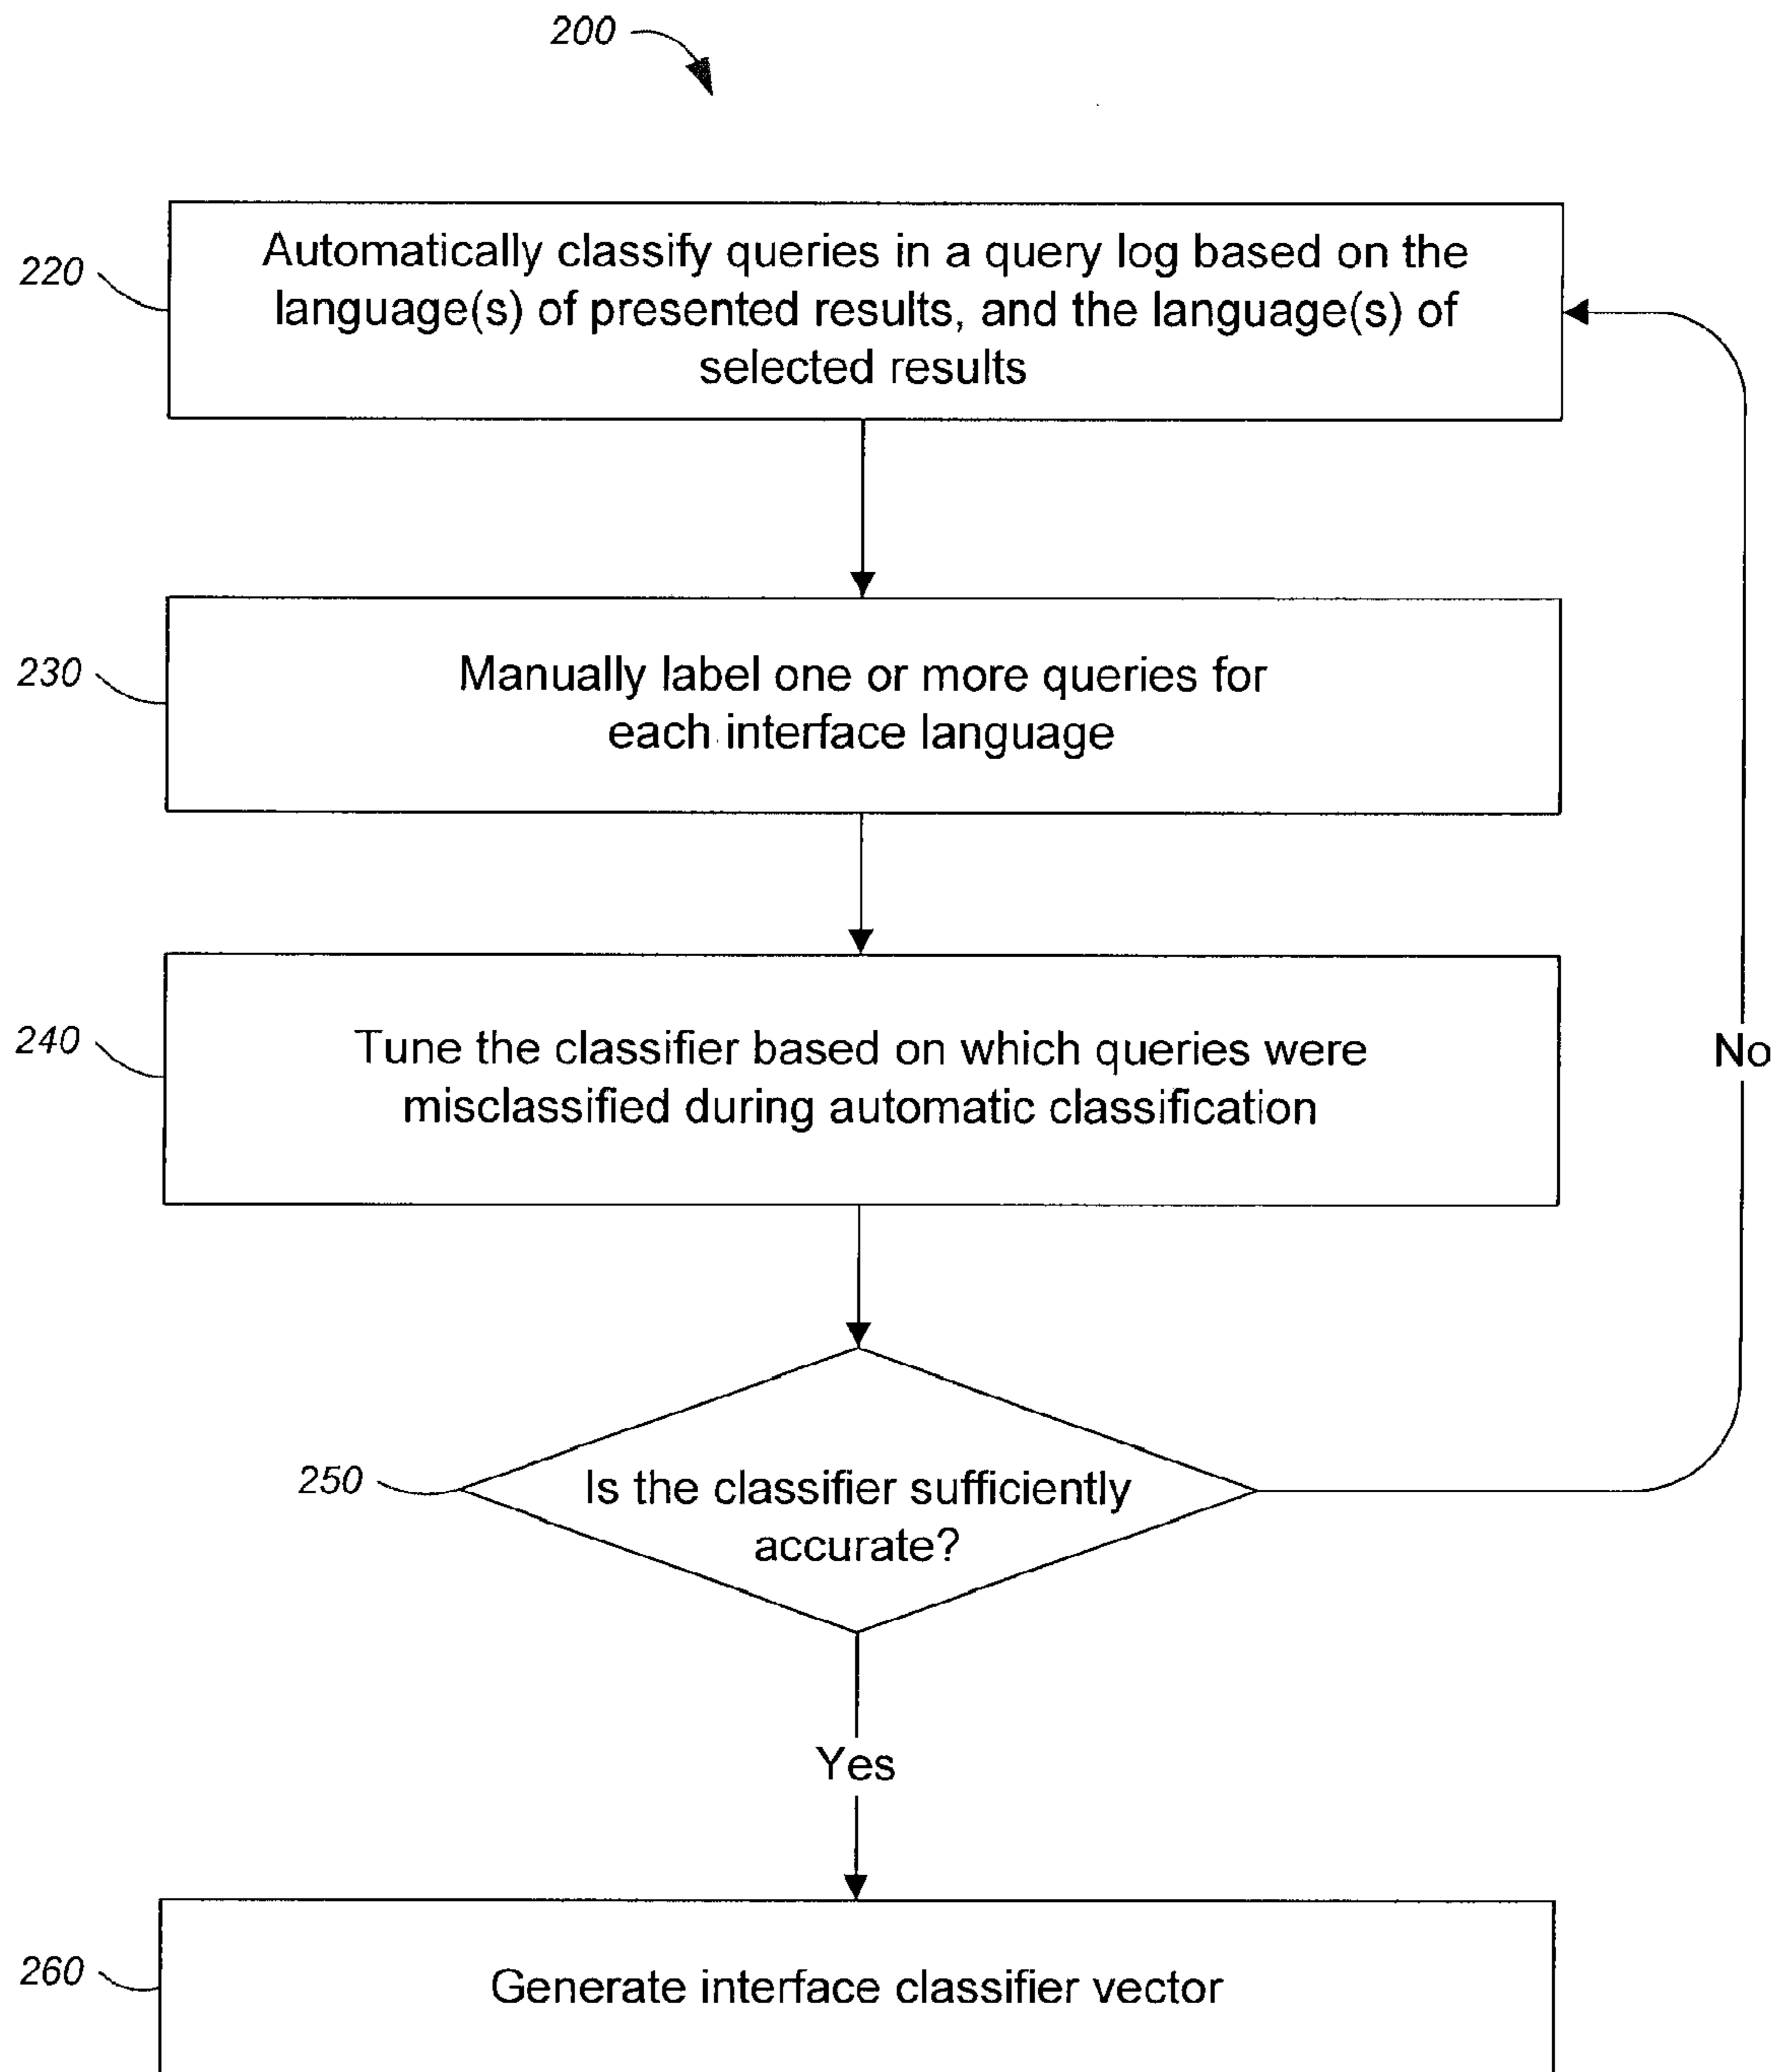 200
220
Automatically classify queries in a query log based on the
language(s) of presented results, and the language(s) of
selected results
230
Manually label one or more queries for
each interface language
240
Tune the classifier based on which queries were
misclassified during automatic classification
No
250
Is the classifier sufficiently
accurate?
Yes
260
Generate interface classifier vector